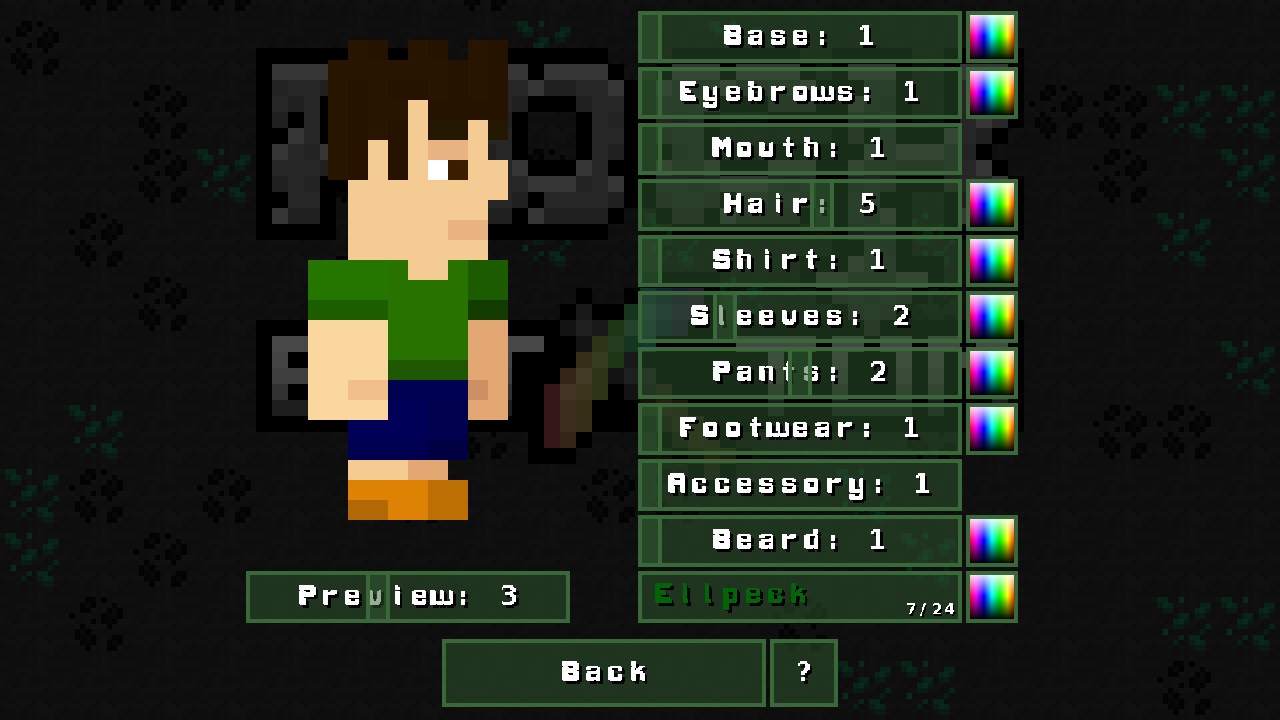 Base: 1
Eyebrows: 1
Mouth: 1
Hair: 5
Shirt: 1
Sleeves: 2
Pants: 2
Footwear: 1
Accessory: 1
Beard: 1
Ellpeck
7/24
Preview: 3
Back
?